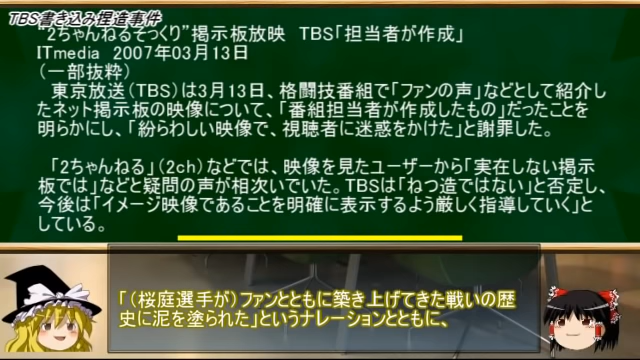 TBS書き込み捏造事件
“2ちゃんねるそっくり”掲示板放映　TBS「担当者が作成」
ITmedia　2007年03月13日
（一部抜粋）
　東京放送（TBS）は3月13日、格闘技番組で「ファンの声」などとして紹介し
たネット掲示板の映像について、「番組担当者が作成したもの」だったことを
明らかにし、「紛らわしい映像で、視聴者に迷惑をかけた」と謝罪した。
　「2ちゃんねる」（2ch）などでは、映像を見たユーザーから「実在しない掲示
板では」などと疑問の声が相次いでいた。TBSは「ねつ造ではない」と否定し、
今後は「イメージ映像であることを明確に表示するよう厳しく指導していく」と
している。
「（桜庭選手が）ファンとともに築き上げてきた戦いの歴
史に泥を塗られた」というナレーションとともに、